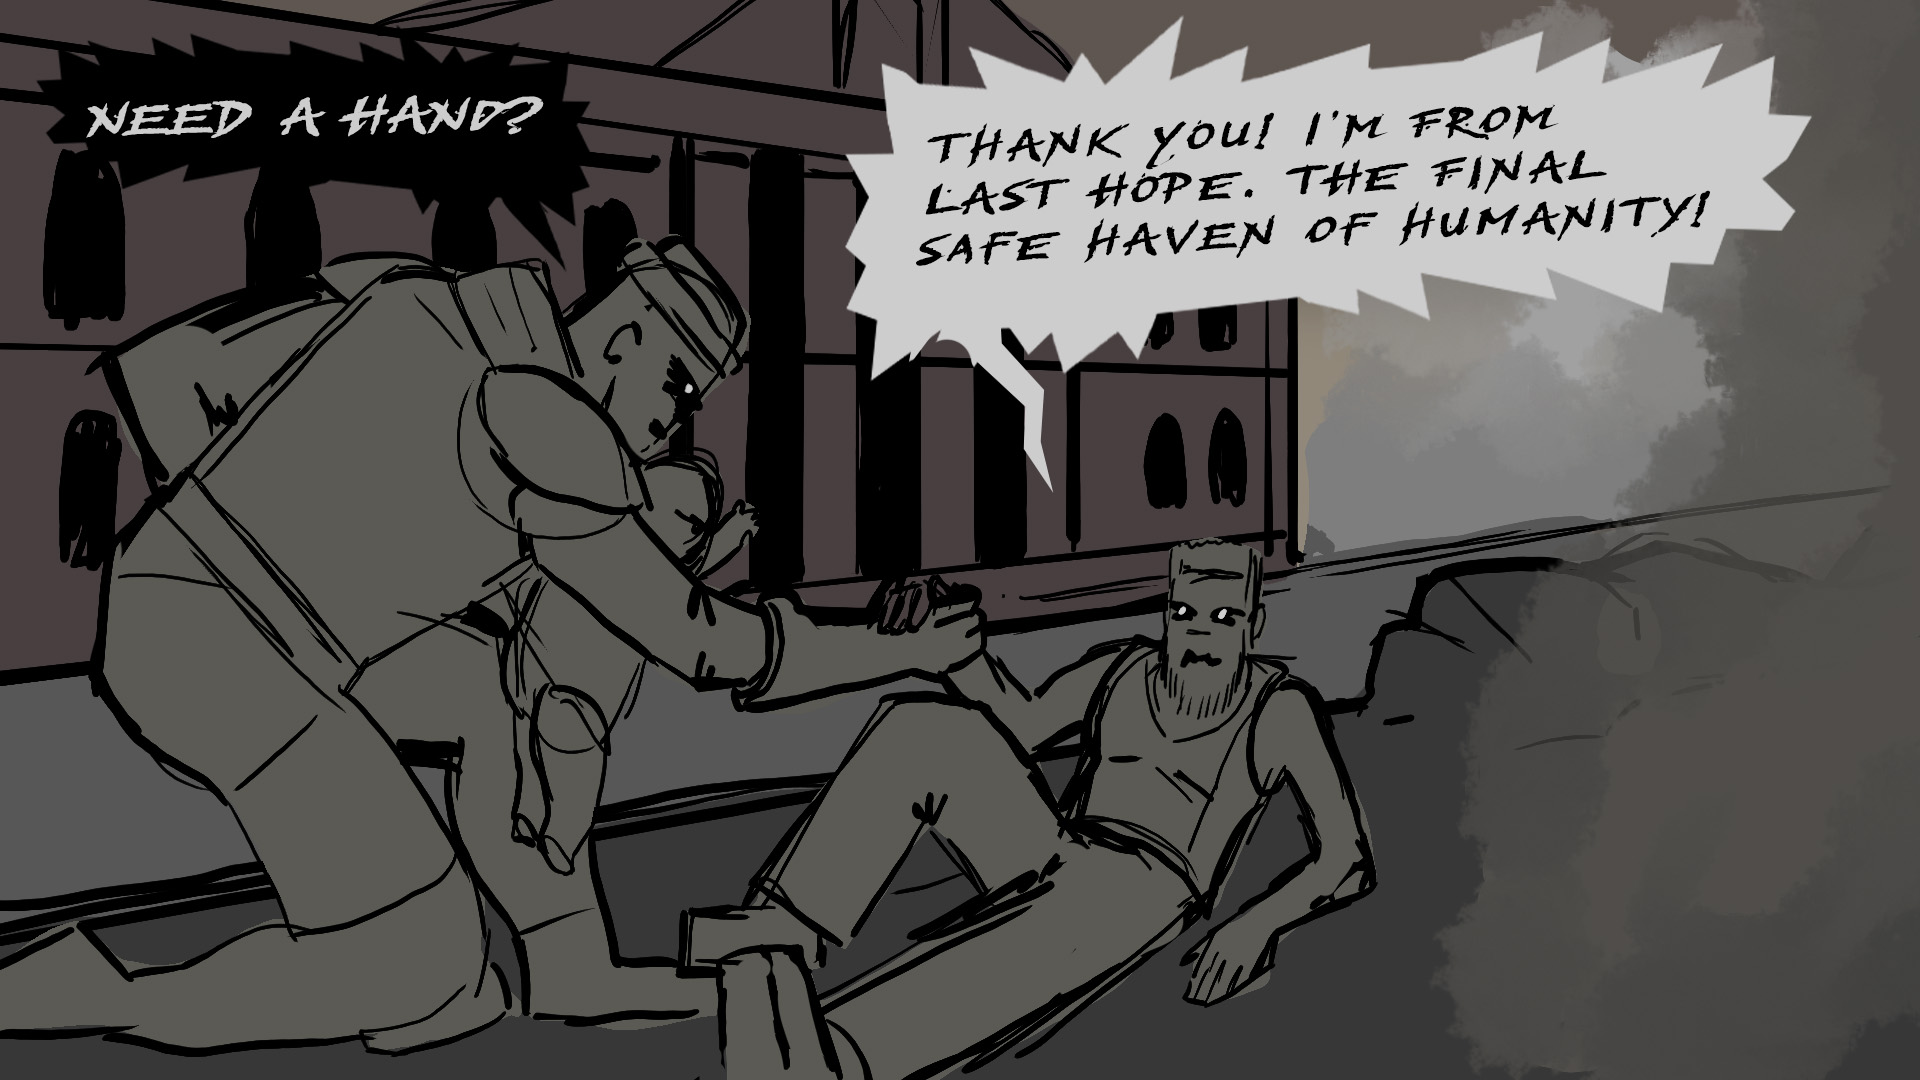 NEED A HAND?
THANK YOU! I'M FROM
LAST HOPE. THE FINAL
SAFE HAVEN OF HUMANITY!